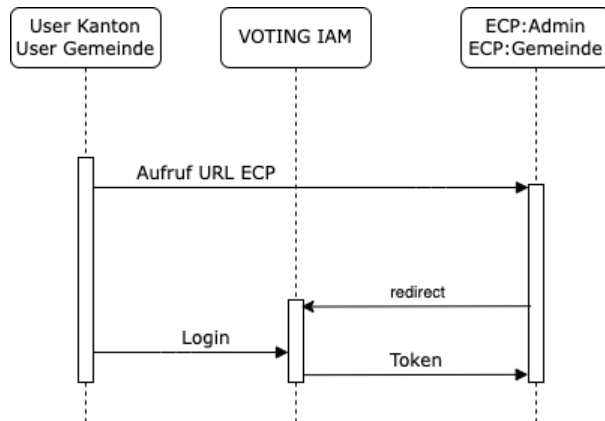 User Kanton
User Gemeinde
VOTING IAM
ECP:Admin
ECP:Gemeinde
Aufruf URL ECP
redirect
Login
Token